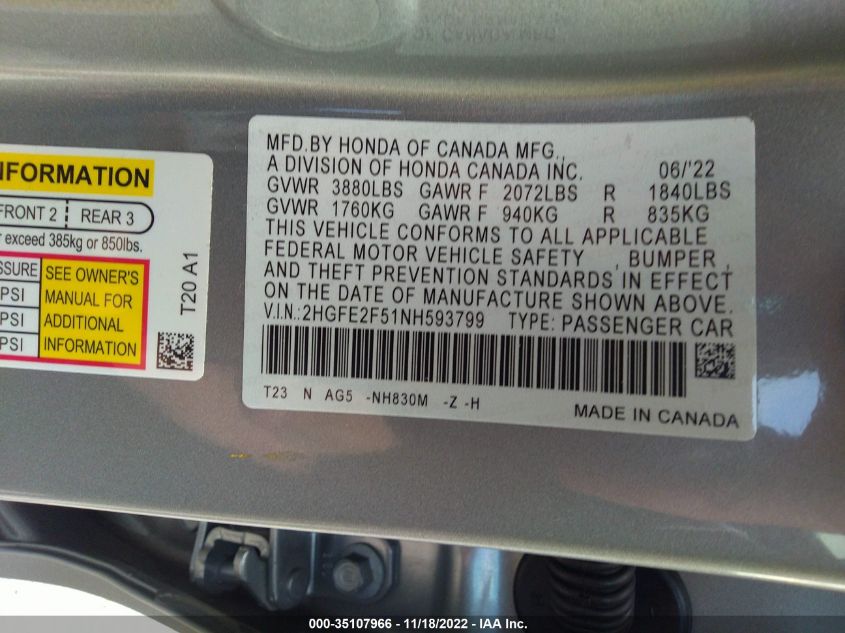 MFD.BY HONDA OF CANADA MFG.,
A DIVISION OF HONDA CANADA INC. 06/'22
GVWR 3880LBS GAWR F 2072LBS R 1840LBS
GVWR 1760KG GAWR F 940KG R 835KG
THIS VEHICLE CONFORMS TO ALL APPLICABLE
FEDERAL MOTOR VEHICLE SAFETY , BUMPER ,
AND THEFT PREVENTION STANDARDS IN EFFECT
ON THE DATE OF MANUFACTURE SHOWN ABOVE.
V.I.N.:2HGFE2F51NH593799 TYPE: PASSENGER CAR
T23 N AG5 -NH830M -Z -H
MADE IN CANADA
NFORMATION
FRONT 2 REAR 3
exceed 385kg or 850lbs.
SSURE SEE OWNER'S
PSI MANUAL FOR
PSI ADDITIONAL
PSI INFORMATION
T20 A1
000-35107966 - 11/18/2022 - IAA Inc.